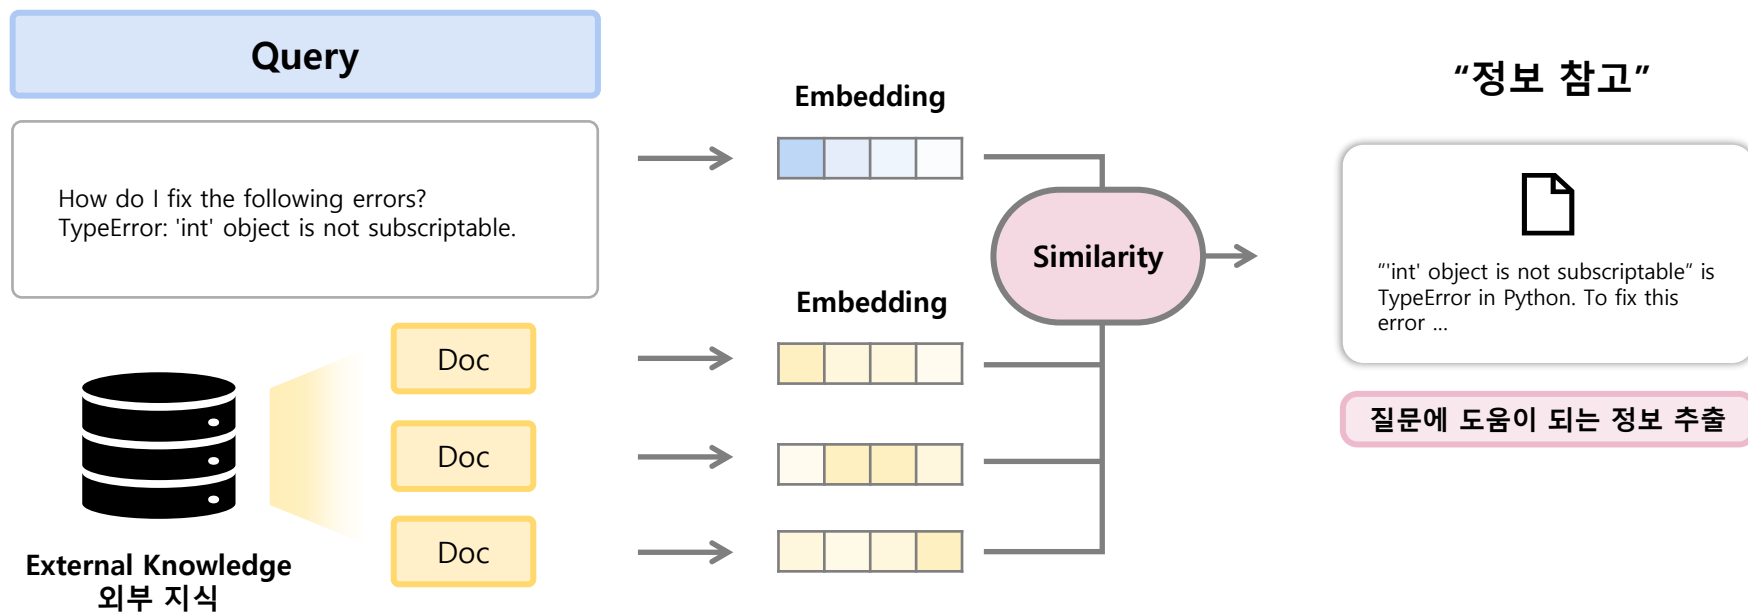 Query
How do I fix the following errors?
TypeError: 'int' object is not subscriptable.
External Knowledge
외부 지식
Doc
Doc
Doc
Embedding
Embedding
Similarity
“정보 참고”
“'int' object is not subscriptable“ is
TypeError in Python. To fix this
error ...
질문에 도움이 되는 정보 추출